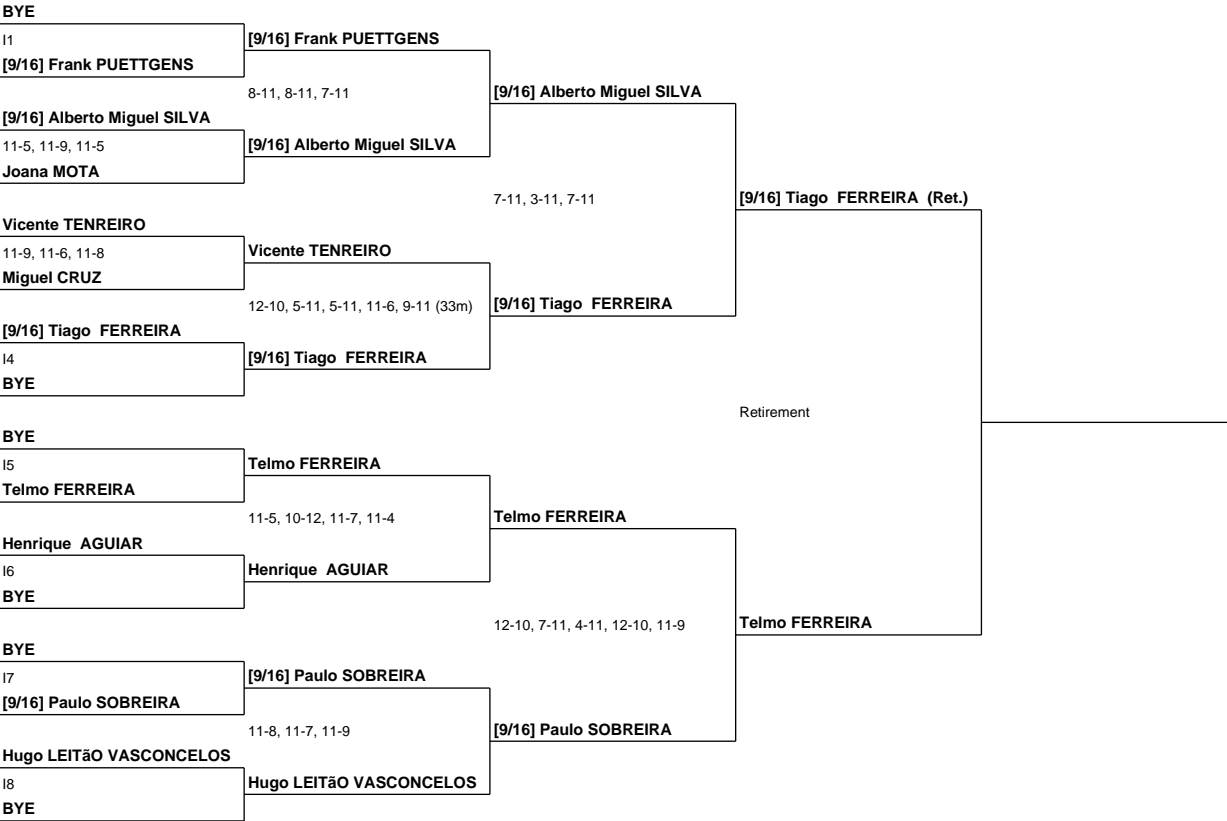 BYE
I1
[9/16] Frank PUETTGENS
[9/16] Frank PUETTGENS
8-11, 8-11, 7-11
[9/16] Alberto Miguel SILVA
[9/16] Alberto Miguel SILVA
11-5, 11-9, 11-5
[9/16] Alberto Miguel SILVA
Joana MOTA
7-11, 3-11, 7-11
[9/16] Tiago  FERREIRA  (Ret.)
Vicente TENREIRO
11-9, 11-6, 11-8
Vicente TENREIRO
Miguel CRUZ
12-10, 5-11, 5-11, 11-6, 9-11 (33m)
[9/16] Tiago  FERREIRA
[9/16] Tiago  FERREIRA
I4
[9/16] Tiago  FERREIRA
BYE
Retirement
BYE
I5
Telmo FERREIRA
Telmo FERREIRA
11-5, 10-12, 11-7, 11-4
Telmo FERREIRA
Henrique  AGUIAR
I6
Henrique  AGUIAR
BYE
12-10, 7-11, 4-11, 12-10, 11-9
Telmo FERREIRA
BYE
I7
[9/16] Paulo SOBREIRA
[9/16] Paulo SOBREIRA
11-8, 11-7, 11-9
[9/16] Paulo SOBREIRA
Hugo LEITãO VASCONCELOS
I8
Hugo LEITãO VASCONCELOS
BYE